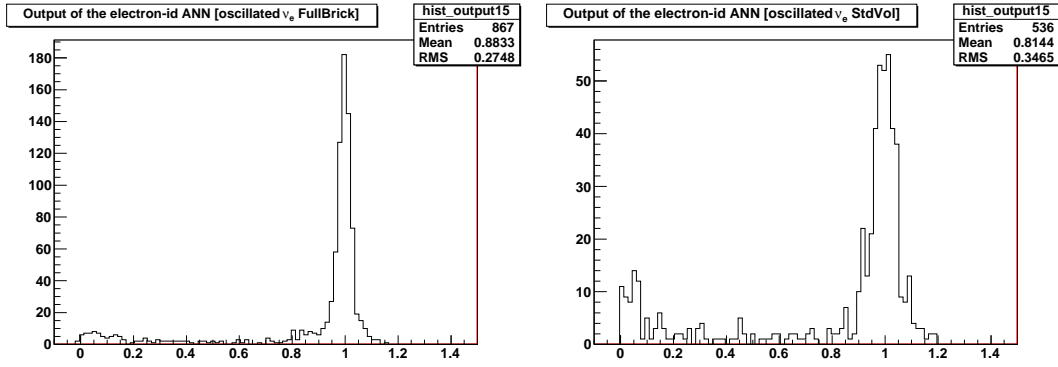 Output of the electron-id ANN [oscillated νe FullBrick]
hist_output15
Entries 867
Mean 0.8833
RMS 0.2748
180
160
140
120
100
80
60
40
20
0
0 0.2 0.4 0.6 0.8 1 1.2 1.4
Output of the electron-id ANN [oscillated νe StdVol]
hist_output15
Entries 536
Mean 0.8144
RMS 0.3465
50
40
30
20
10
0
0 0.2 0.4 0.6 0.8 1 1.2 1.4